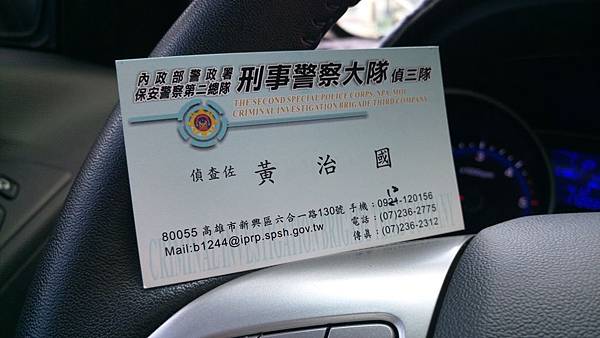 內政部警政署
保安警察第二總隊 刑事警察大隊 偵三隊
THE SECOND SPECIAL POLICE CORPS, NPA, MOI.
CRIMINAL INVESTIGATION BRIGADE THIRD COMPANY
偵查佐 黃治國
80055 高雄市新興區六合一路130號 手機:
-120156
電話:(07)236-2775
Mail:b1244@iprp.spsh.gov.tw 傳真:(07)236-2312